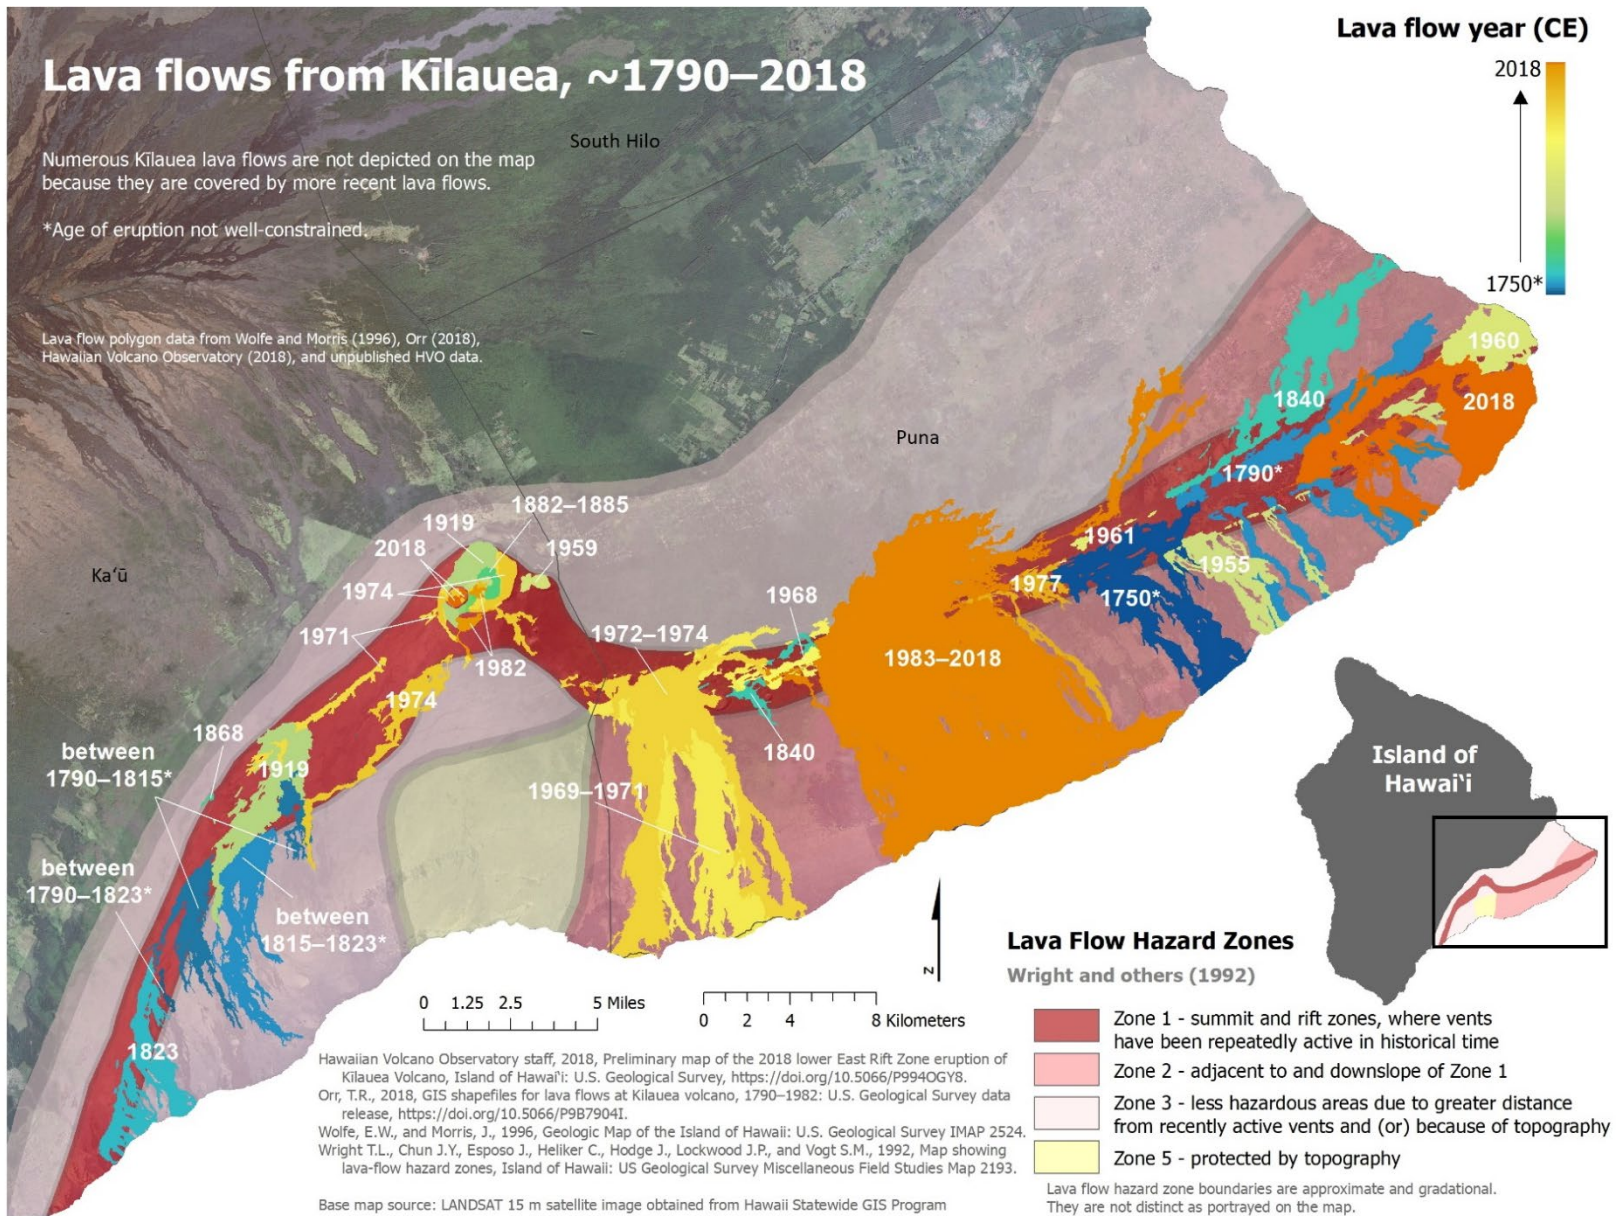 Lava flows from Kīlauea, ~1790–2018
Numerous Kīlauea lava flows are not depicted on the map
because they are covered by more recent lava flows.
*Age of eruption not well-constrained.
Lava flow polygon data from Wolfe and Morris (1996), Orr (2018),
Hawaiian Volcano Observatory (2018), and unpublished HVO data.
Lava flow year (CE)
2018
1750*
South Hilo
Puna
Kaʻū
1960
2018
1840
1790*
1961
1955
1977
1750*
1983–2018
1882–1885
1919
2018
1959
1974
1971
1982
1968
1972–1974
1974
1840
1969–1971
1868
between
1790–1815*
1919
between
1790–1823*
between
1815–1823*
1823
Island of
Hawaiʻi
N
0 1.25 2.5 5 Miles
0 2 4 8 Kilometers
Lava Flow Hazard Zones
Wright and others (1992)
Zone 1 - summit and rift zones, where vents
have been repeatedly active in historical time
Zone 2 - adjacent to and downslope of Zone 1
Zone 3 - less hazardous areas due to greater distance
from recently active vents and (or) because of topography
Zone 5 - protected by topography
Lava flow hazard zone boundaries are approximate and gradational.
They are not distinct as portrayed on the map.
Hawaiian Volcano Observatory staff, 2018, Preliminary map of the 2018 lower East Rift Zone eruption of
Kīlauea Volcano, Island of Hawaiʻi: U.S. Geological Survey, https://doi.org/10.5066/P994OGY8.
Orr, T.R., 2018, GIS shapefiles for lava flows at Kilauea volcano, 1790–1982: U.S. Geological Survey data
release, https://doi.org/10.5066/P9B7904I.
Wolfe, E.W., and Morris, J., 1996, Geologic Map of the Island of Hawaii: U.S. Geological Survey IMAP 2524.
Wright T.L., Chun J.Y., Esposo J., Heliker C., Hodge J., Lockwood J.P., and Vogt S.M., 1992, Map showing
lava-flow hazard zones, Island of Hawaii: US Geological Survey Miscellaneous Field Studies Map 2193.
Base map source: LANDSAT 15 m satellite image obtained from Hawaii Statewide GIS Program